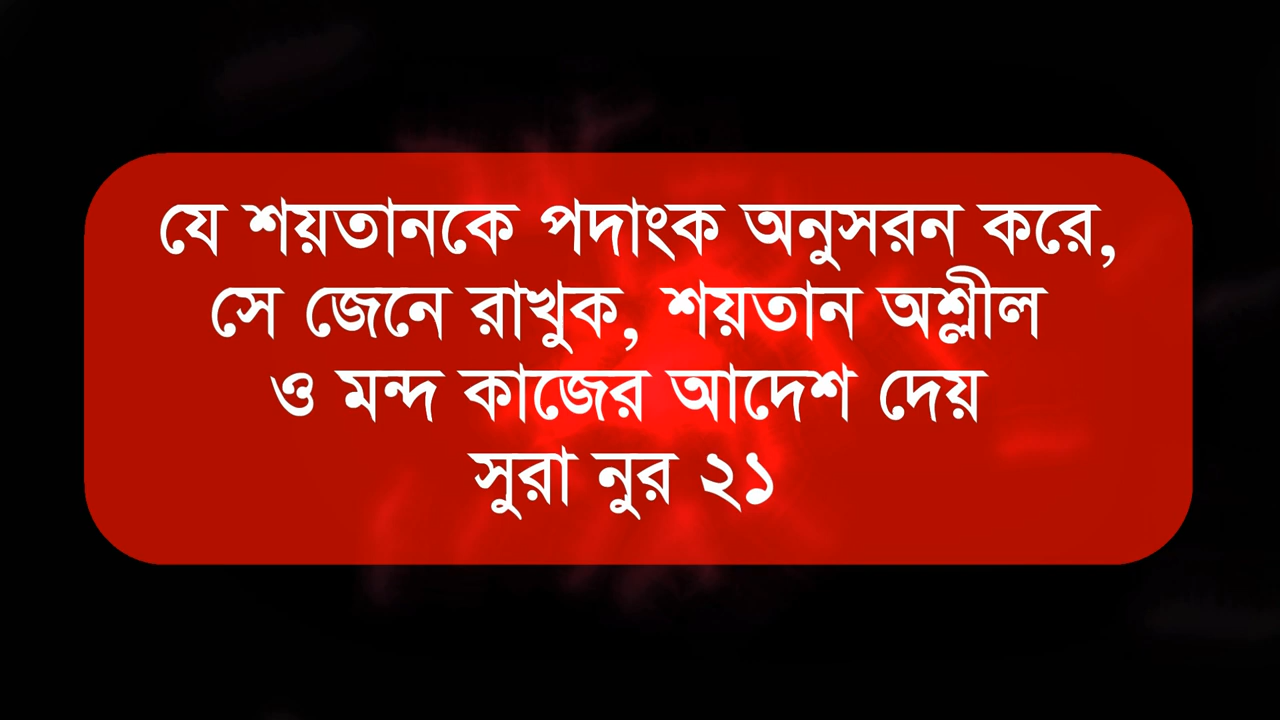 যে শয়তানকে পদাংক অনুসরন করে,
সে জেনে রাখুক, শয়তান অশ্লীল
ও মন্দ কাজের আদেশ দেয়
সুরা নুর ২১